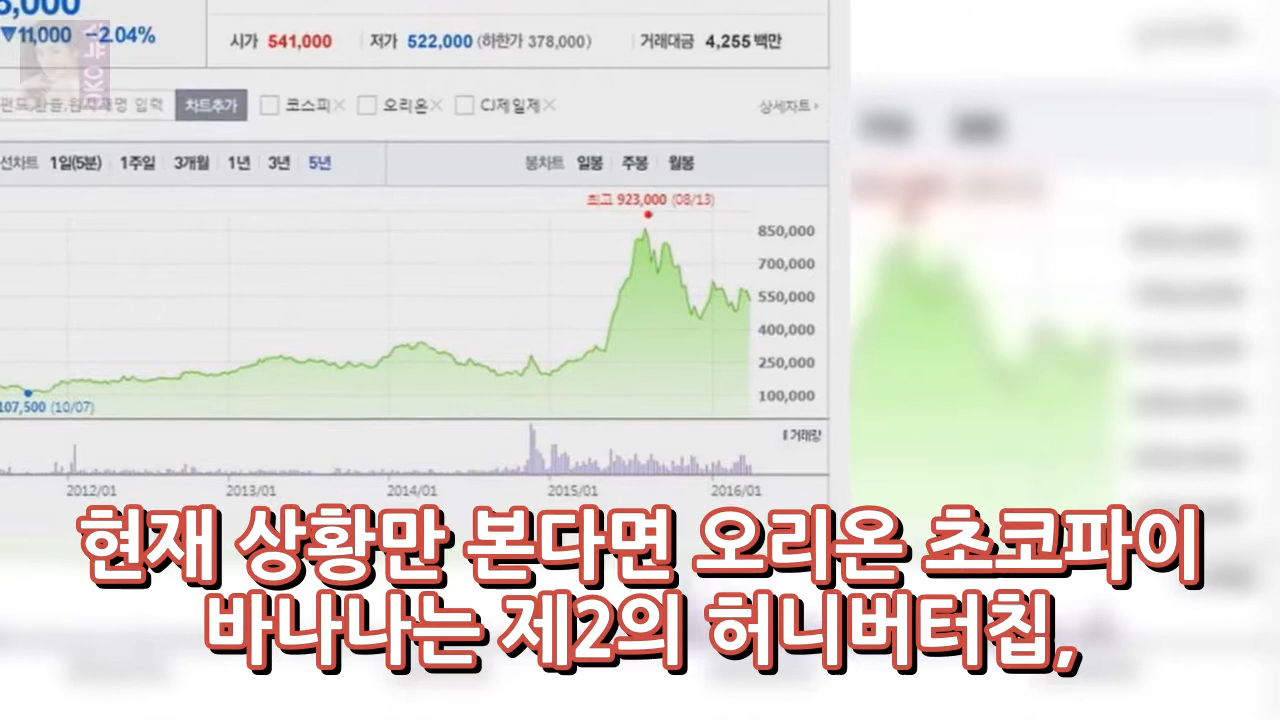 ▼11,000 -2.04%
시가 541,000 저가 522,000 (하한가 378,000) 거래대금 4,255 백만
명 입력 차트추가 코스피× 오리온× CJ제일제× 상세차트›
선차트 1일(5분) 1주일 3개월 1년 3년 5년 봉차트 일봉 주봉 월봉
최고 923,000 (08/13)
850,000
700,000
550,000
400,000
250,000
100,000
107,500 (10/07)
거래량
2012/01 2013/01 2014/01 2015/01 2016/01
현재 상황만 본다면 오리온 초코파이
바나나는 제2의 허니버터칩,